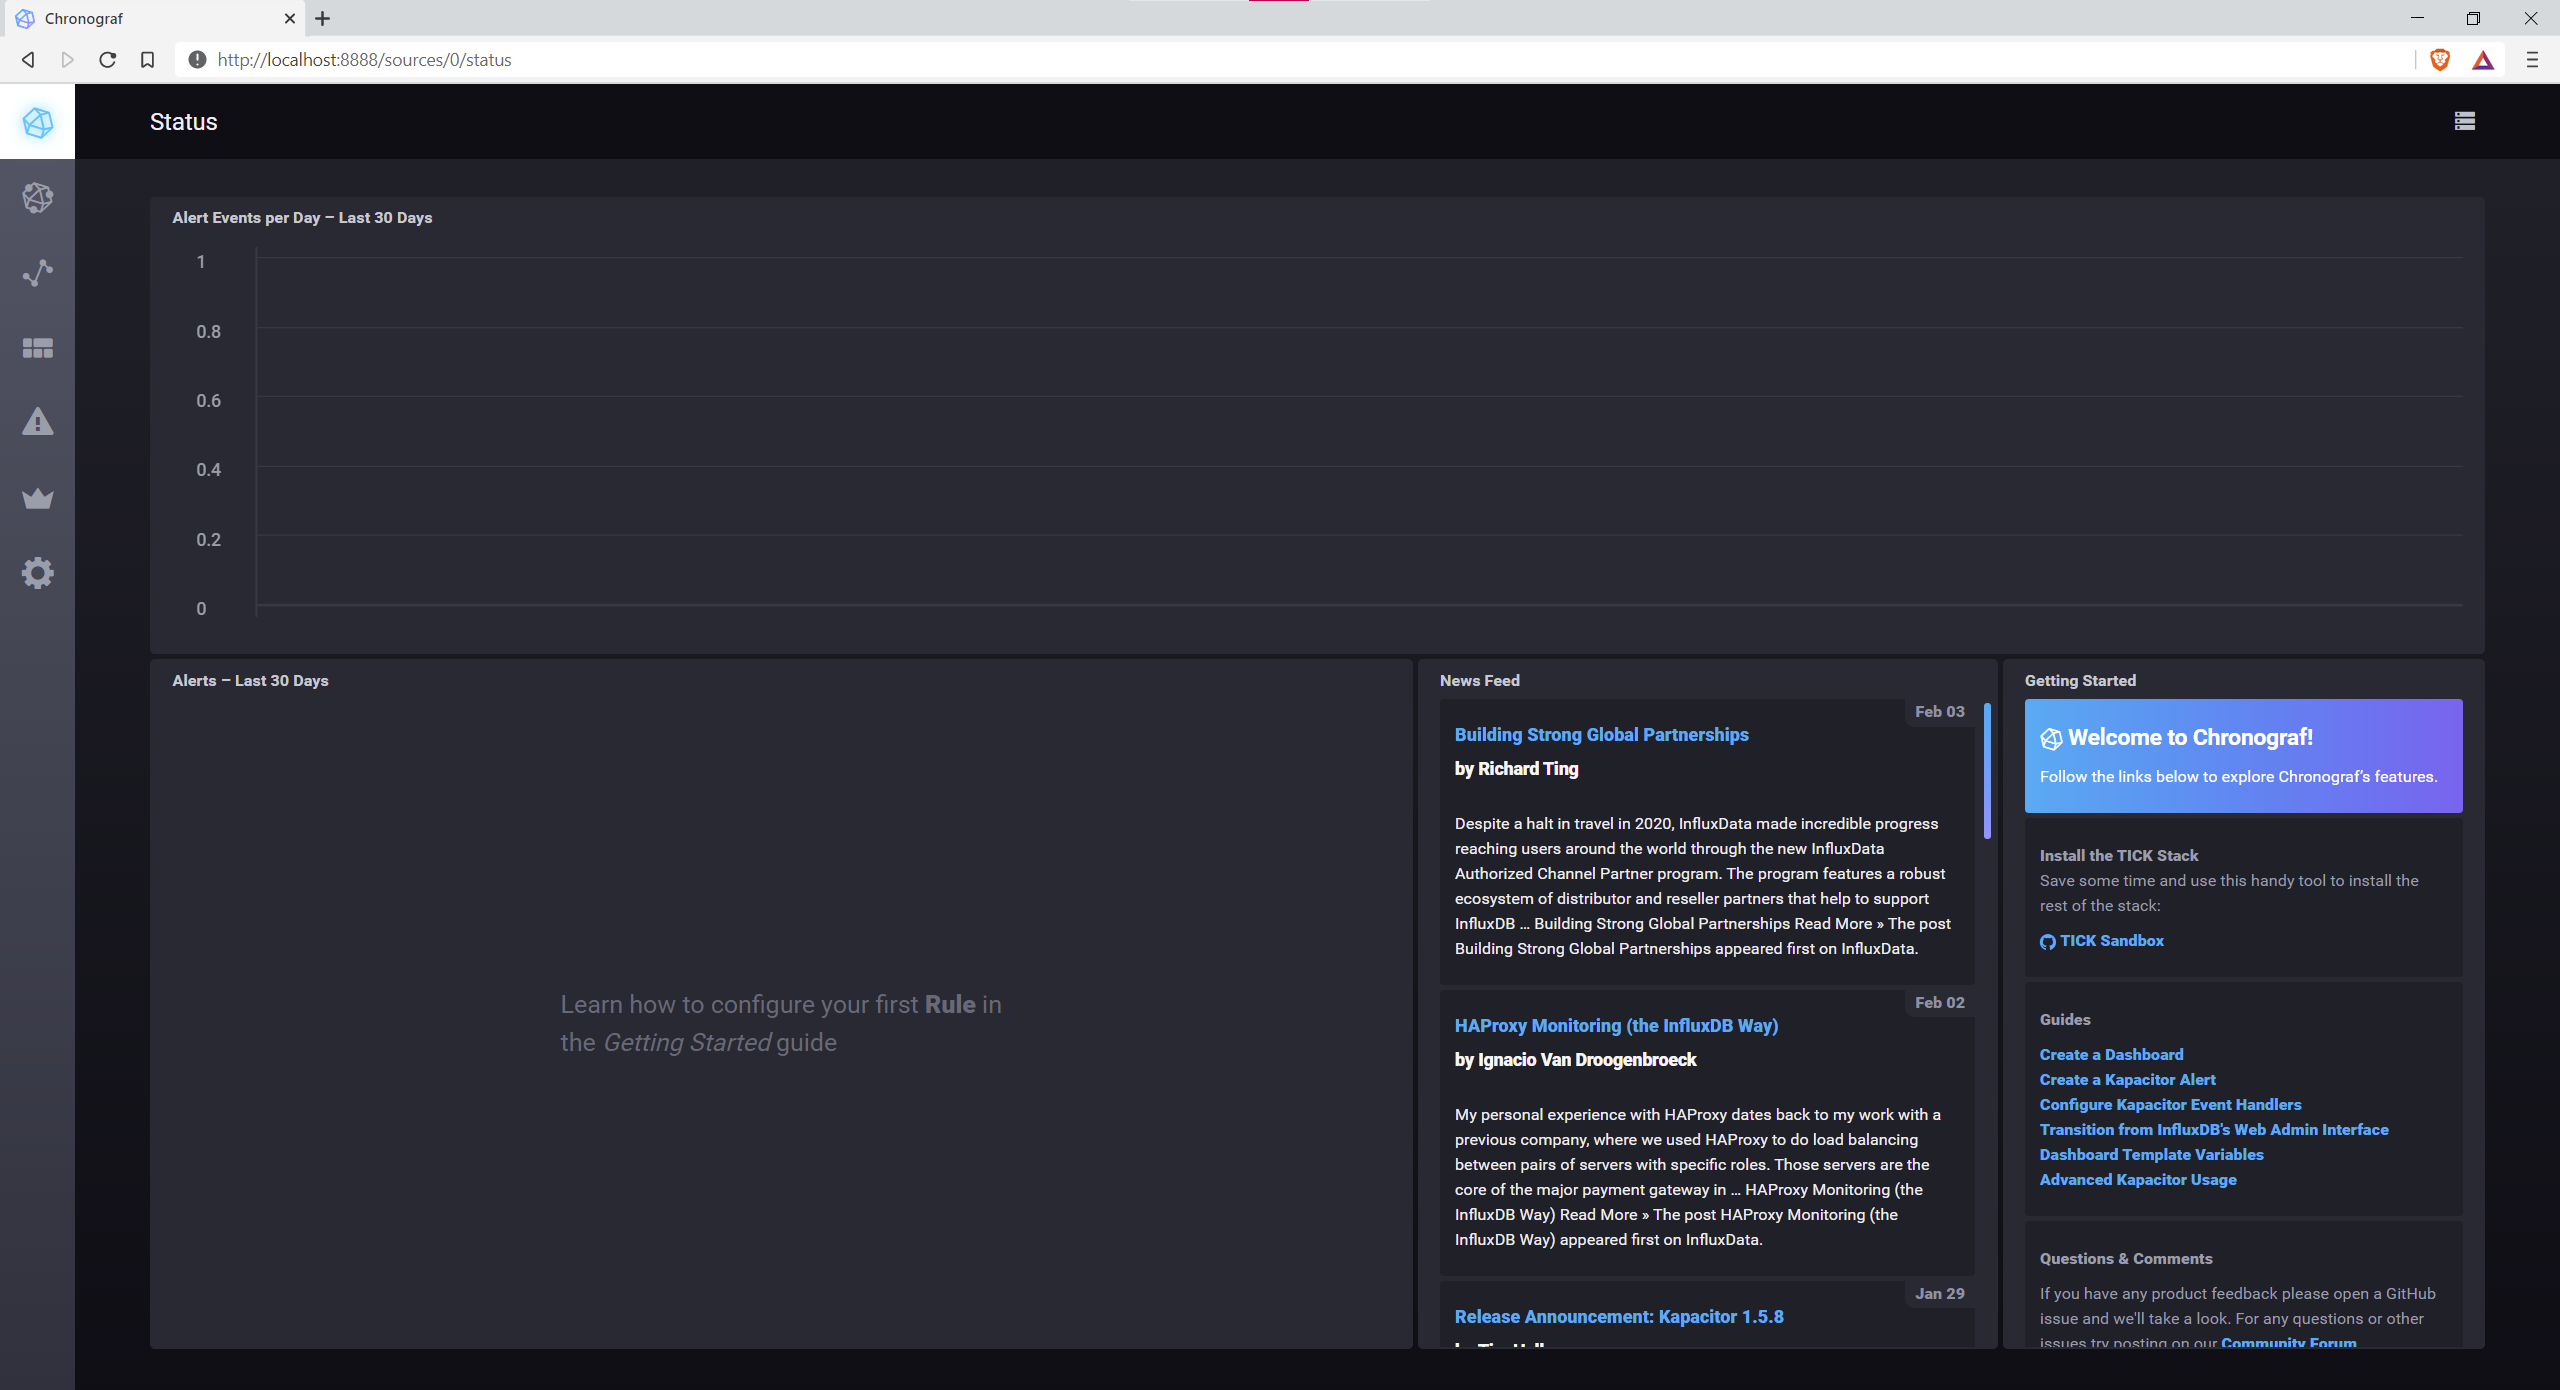 Chronograf
http://localhost:8888/sources/0/status
Status
Alert Events per Day – Last 30 Days
1
0.8
0.6
0.4
0.2
0
Alerts – Last 30 Days
Learn how to configure your first Rule in
the Getting Started guide
News Feed
Feb 03
Building Strong Global Partnerships
by Richard Ting
Despite a halt in travel in 2020, InfluxData made incredible progress
reaching users around the world through the new InfluxData
Authorized Channel Partner program. The program features a robust
ecosystem of distributor and reseller partners that help to support
InfluxDB … Building Strong Global Partnerships Read More » The post
Building Strong Global Partnerships appeared first on InfluxData.
Feb 02
HAProxy Monitoring (the InfluxDB Way)
by Ignacio Van Droogenbroeck
My personal experience with HAProxy dates back to my work with a
previous company, where we used HAProxy to do load balancing
between pairs of servers with specific roles. Those servers are the
core of the major payment gateway in … HAProxy Monitoring (the
InfluxDB Way) Read More » The post HAProxy Monitoring (the
InfluxDB Way) appeared first on InfluxData.
Jan 29
Release Announcement: Kapacitor 1.5.8
Getting Started
Welcome to Chronograf!
Follow the links below to explore Chronograf's features.
Install the TICK Stack
Save some time and use this handy tool to install the
rest of the stack:
TICK Sandbox
Guides
Create a Dashboard
Create a Kapacitor Alert
Configure Kapacitor Event Handlers
Transition from InfluxDB's Web Admin Interface
Dashboard Template Variables
Advanced Kapacitor Usage
Questions & Comments
If you have any product feedback please open a GitHub
issue and we'll take a look. For any questions or other
issues try posting on our Community Forum